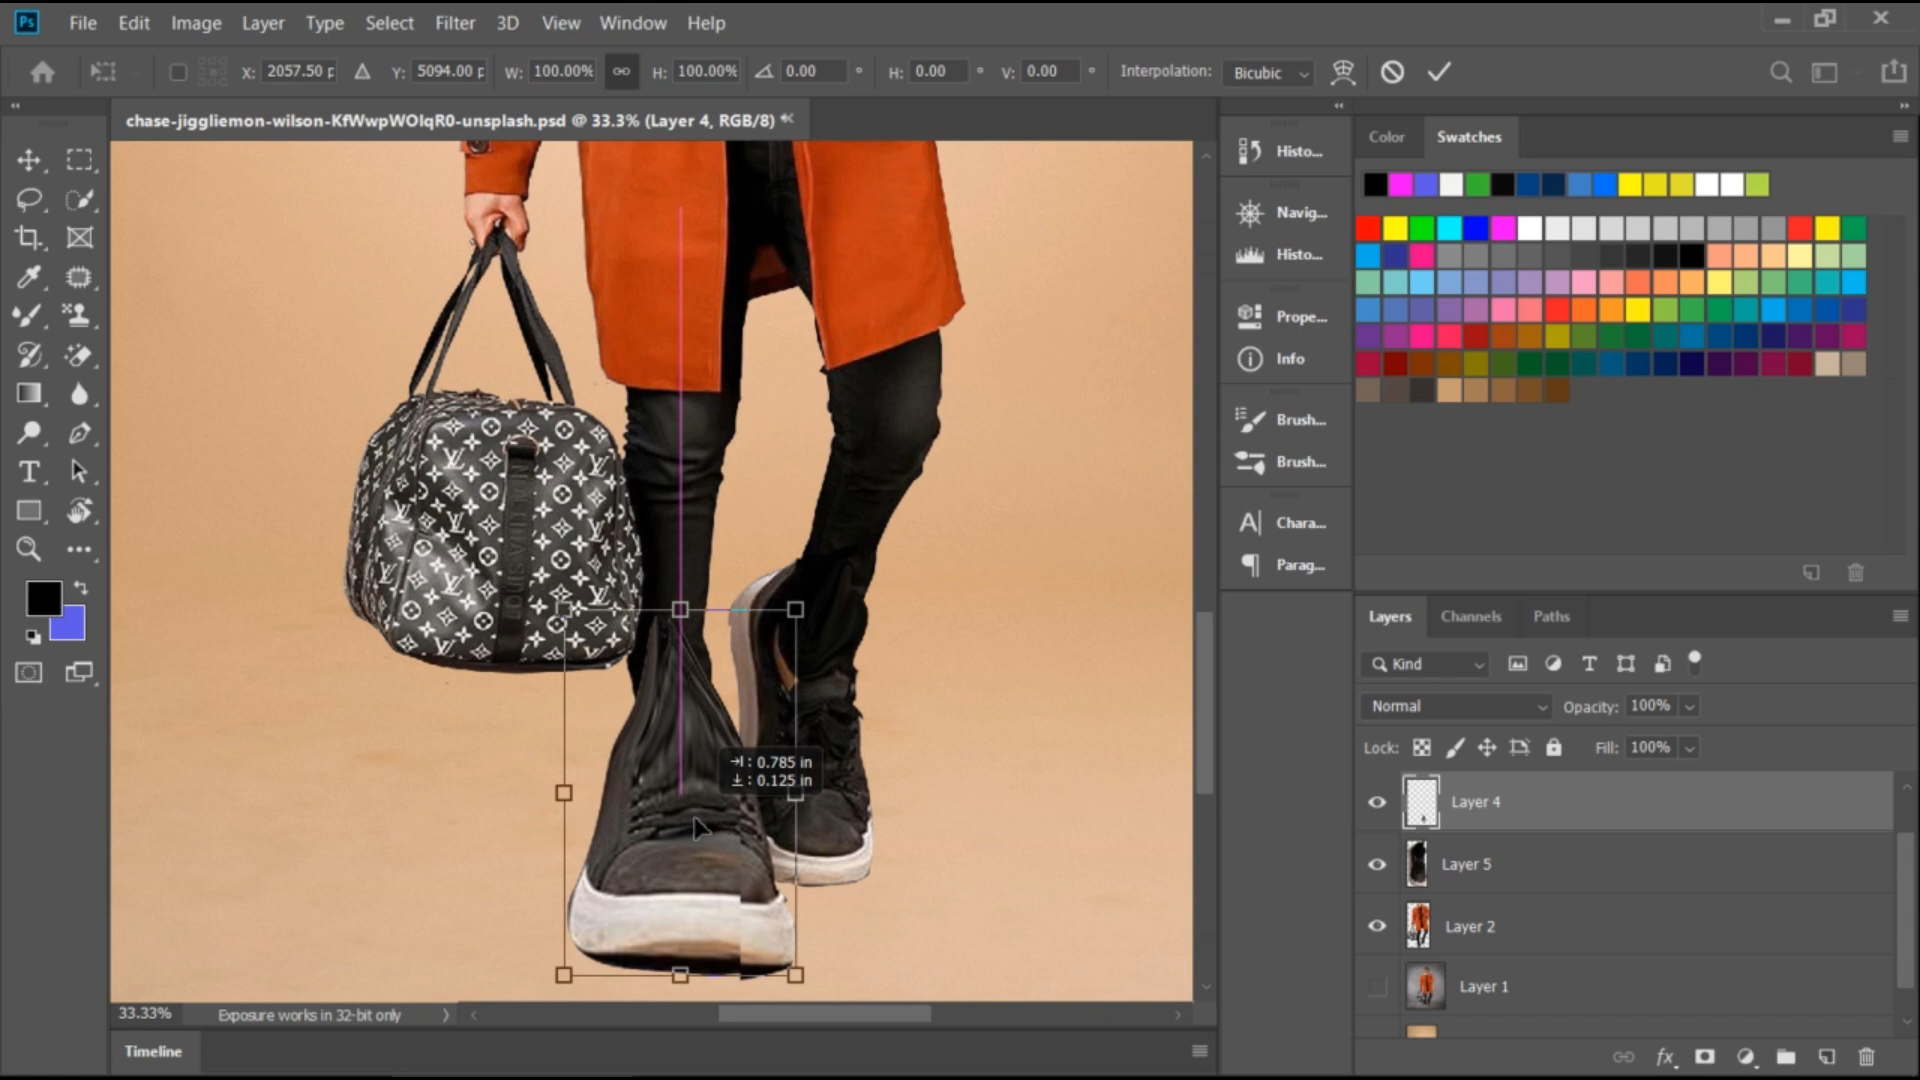 Ps File Edit Image Layer Type Select Filter 3D View Window Help
X: 2057.50 p Y: 5094.00 p W: 100.00% H: 100.00% 0.00 ° H: 0.00 ° V: 0.00 ° Interpolation: Bicubic
chase-jiggliemon-wilson-KfWwpWOlqR0-unsplash.psd @ 33.3% (Layer 4, RGB/8) *
Histo...
Navig...
Histo...
Prope...
Info
Brush...
Brush...
Chara...
Parag...
Color Swatches
Layers Channels Paths
Kind
Normal Opacity: 100%
Lock: Fill: 100%
Layer 4
Layer 5
Layer 2
Layer 1
fx
: 0.785 in
: 0.125 in
33.33% Exposure works in 32-bit only
Timeline